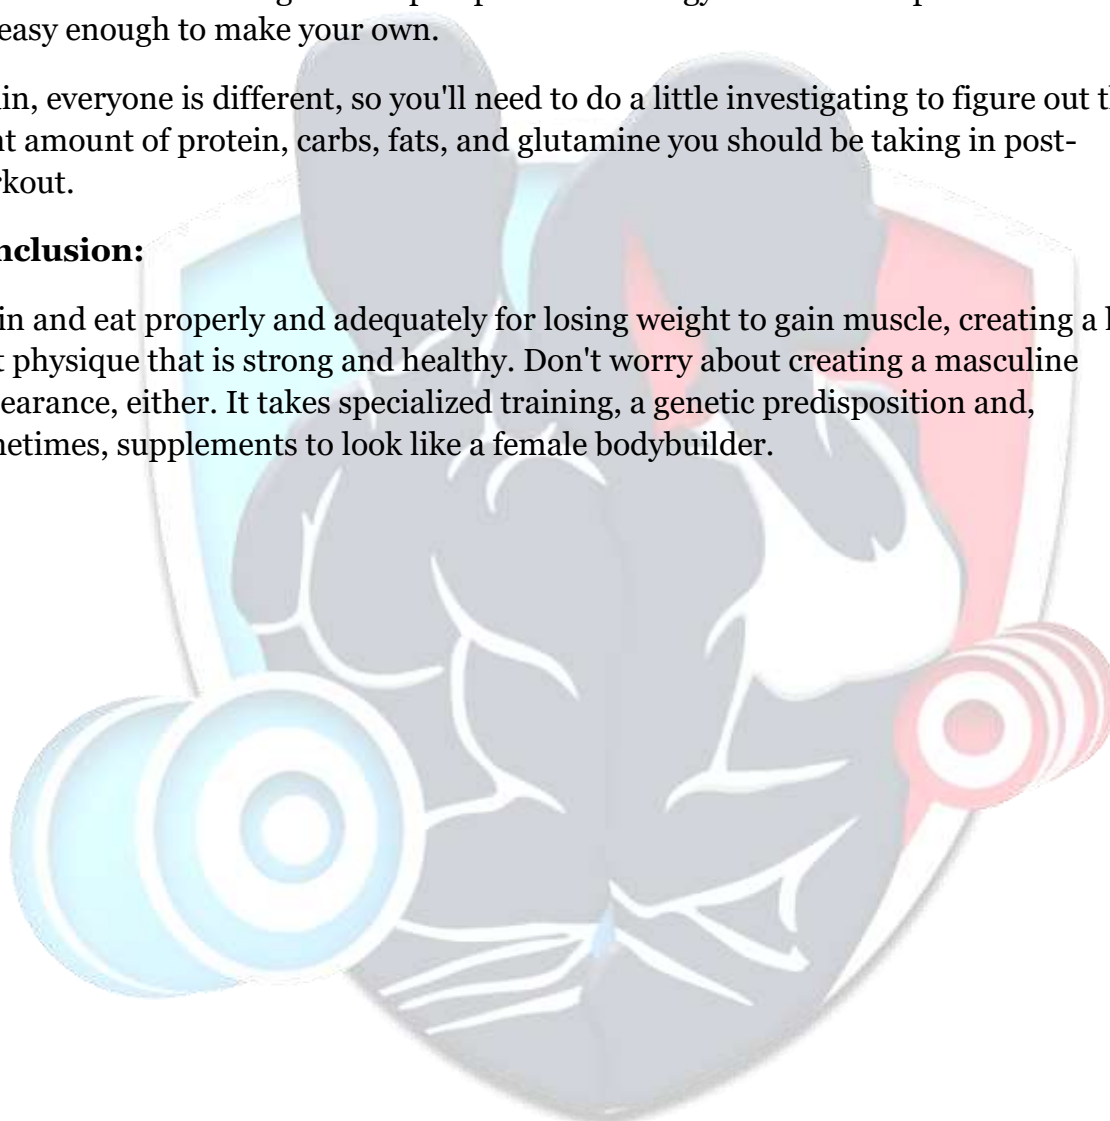 easy enough to make your own.
in, everyone is different, so you'll need to do a little investigating to figure out th
t amount of protein, carbs, fats, and glutamine you should be taking in post-
rkout.
nclusion:
in and eat properly and adequately for losing weight to gain muscle, creating a l
t physique that is strong and healthy. Don't worry about creating a masculine
earance, either. It takes specialized training, a genetic predisposition and,
netimes, supplements to look like a female bodybuilder.